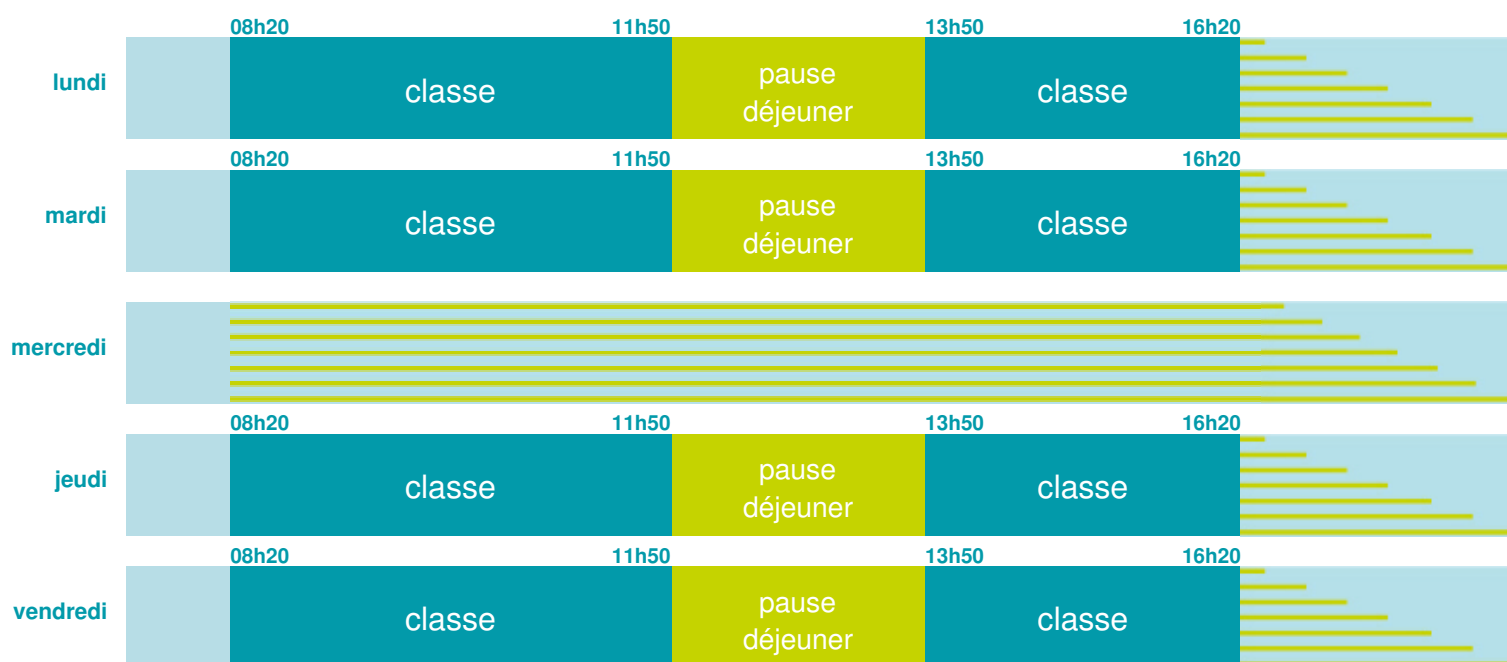 08h20 11h50 13h50 16h20
lundi classe pause déjeuner classe
08h20 11h50 13h50 16h20
mardi classe pause déjeuner classe
mercredi
08h20 11h50 13h50 16h20
jeudi classe pause déjeuner classe
08h20 11h50 13h50 16h20
vendredi classe pause déjeuner classe